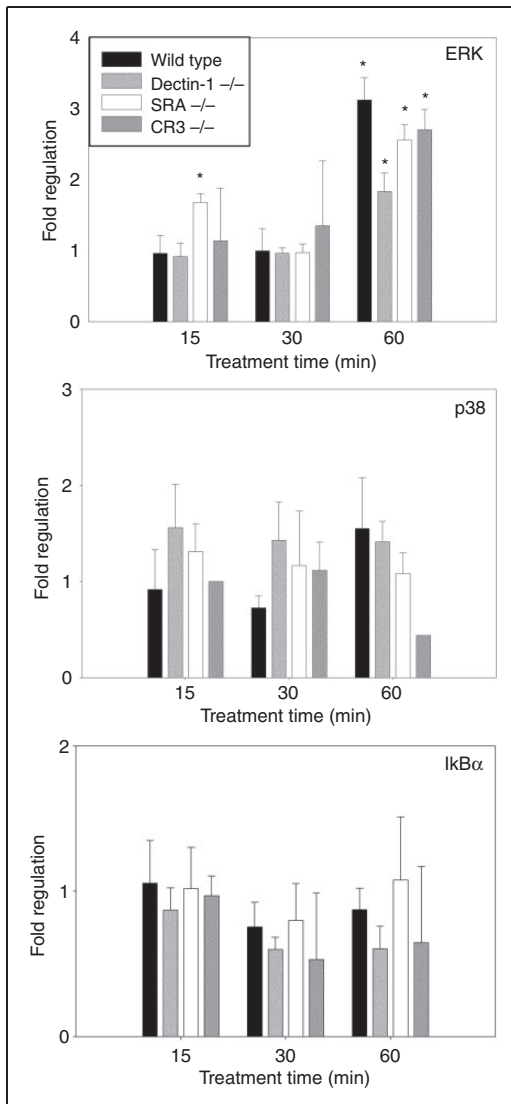 4
ERK
Wild type
Dectin-1 –/–
SRA –/–
CR3 –/–
*
*
*
*
*
3
2
1
0
Fold regulation
15
30
60
Treatment time (min)
3
p38
2
1
0
Fold regulation
15
30
60
Treatment time (min)
2
IkBα
1
0
Fold regulation
15
30
60
Treatment time (min)